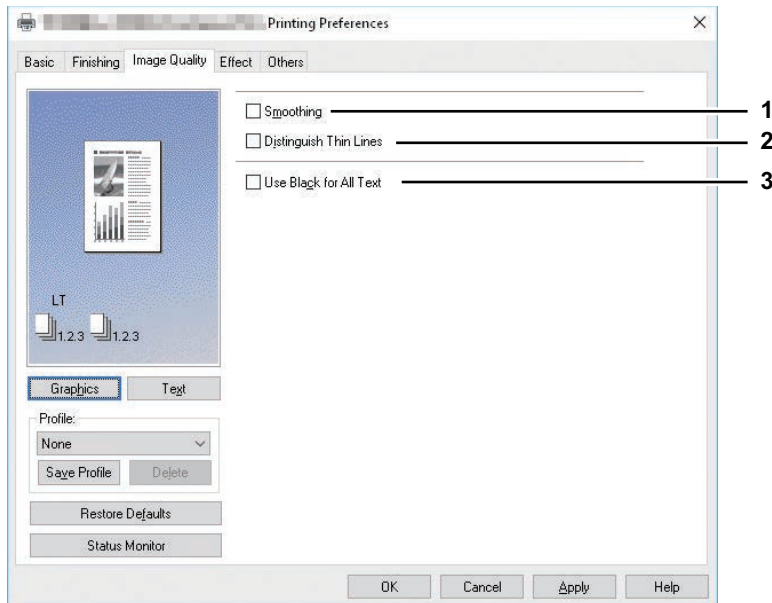 Printing Preferences
Basic Finishing Image Quality Effect Others
Smoothing 1
Distinguish Thin Lines 2
Use Black for All Text 3
LT
1.2.3 1.2.3
Graphics Text
Profile:
None
Save Profile Delete
Restore Defaults
Status Monitor
OK Cancel Apply Help